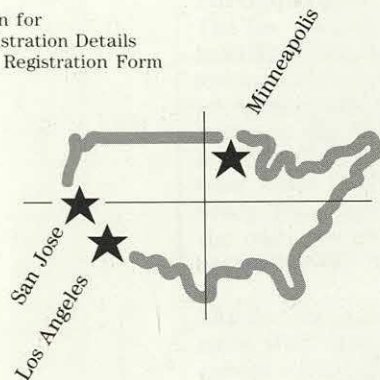 n for
stration Details
Registration Form
Minneapolis
San Jose
Los Angeles